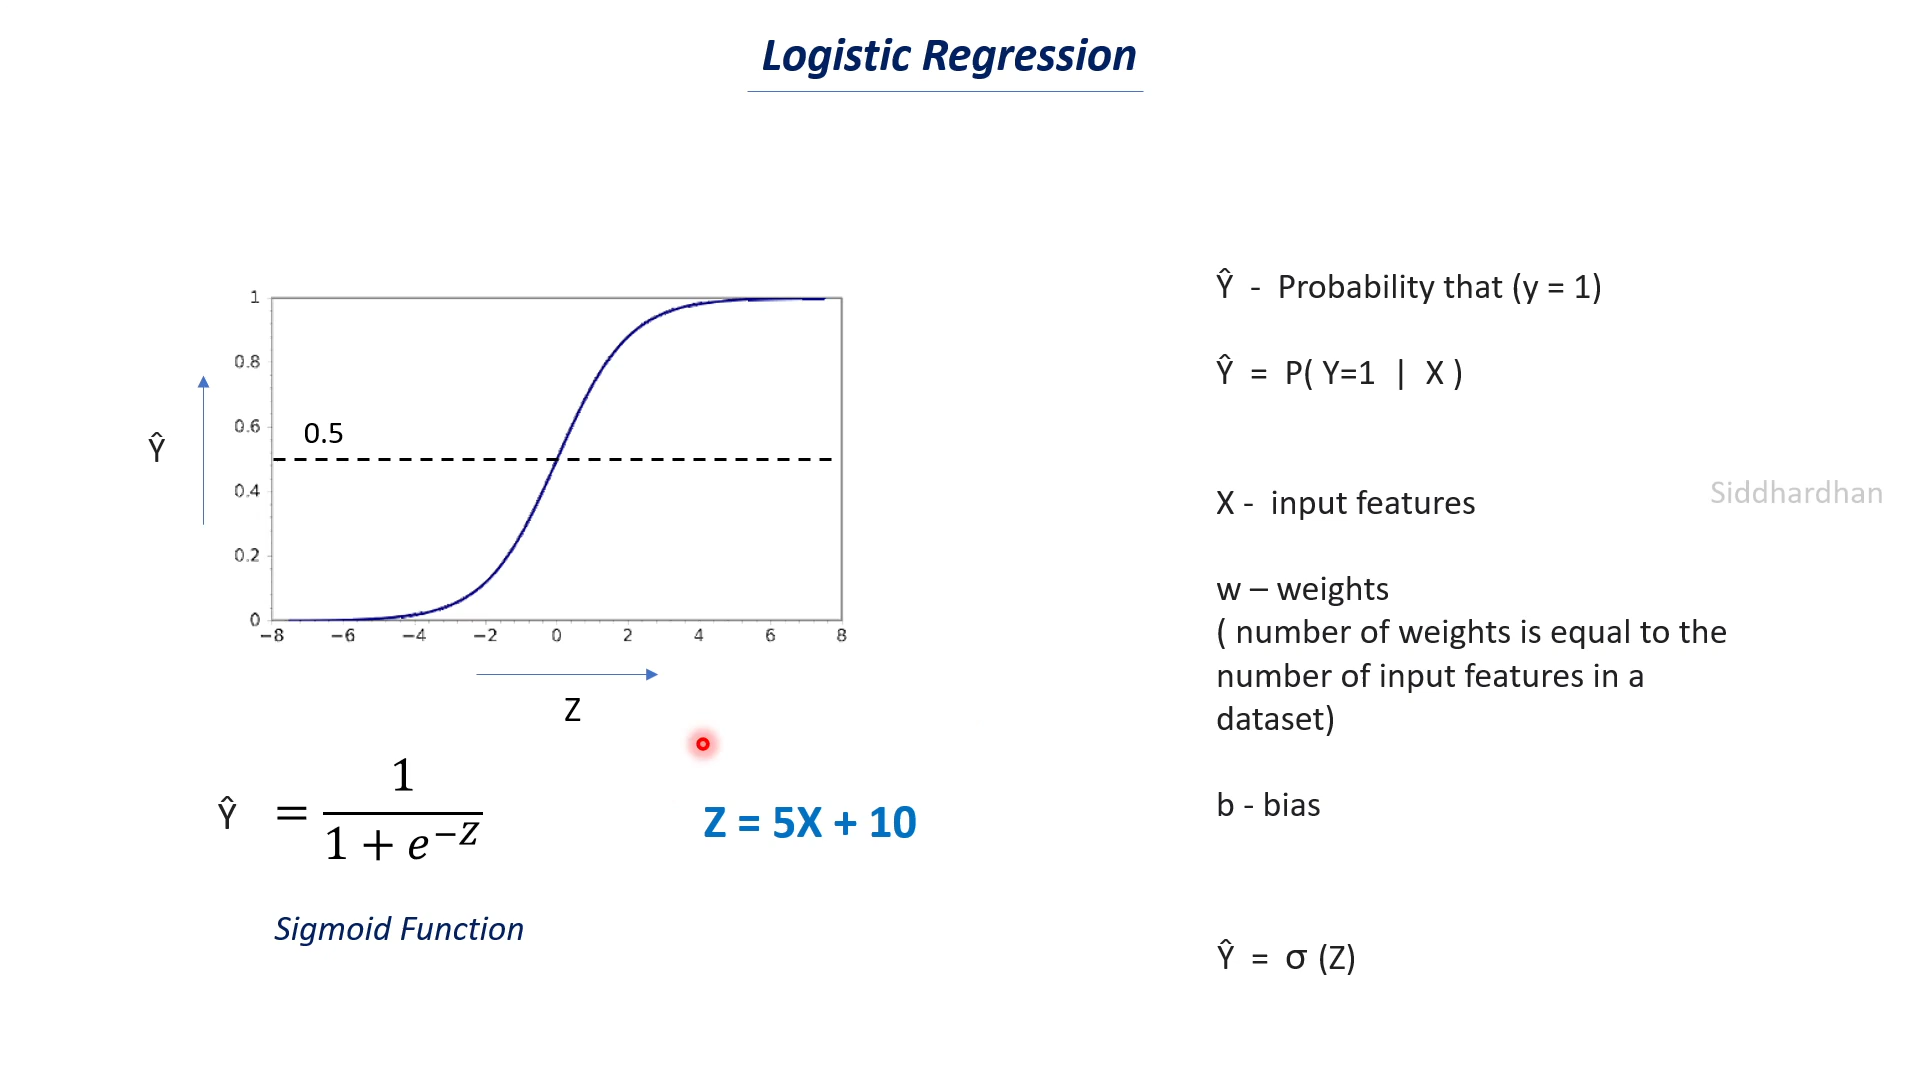 Logistic Regression
1
0.8
0.6
0.4
0.2
0
0.5
Ŷ
−8 −6 −4 −2 0 2 4 6 8
Z
Ŷ = 1 / (1 + e^−Z)
Sigmoid Function
Z = 5X + 10
Ŷ - Probability that (y = 1)
Ŷ = P( Y=1 | X )
X - input features
w – weights
( number of weights is equal to the
number of input features in a
dataset)
b - bias
Ŷ = σ (Z)
Siddhardhan